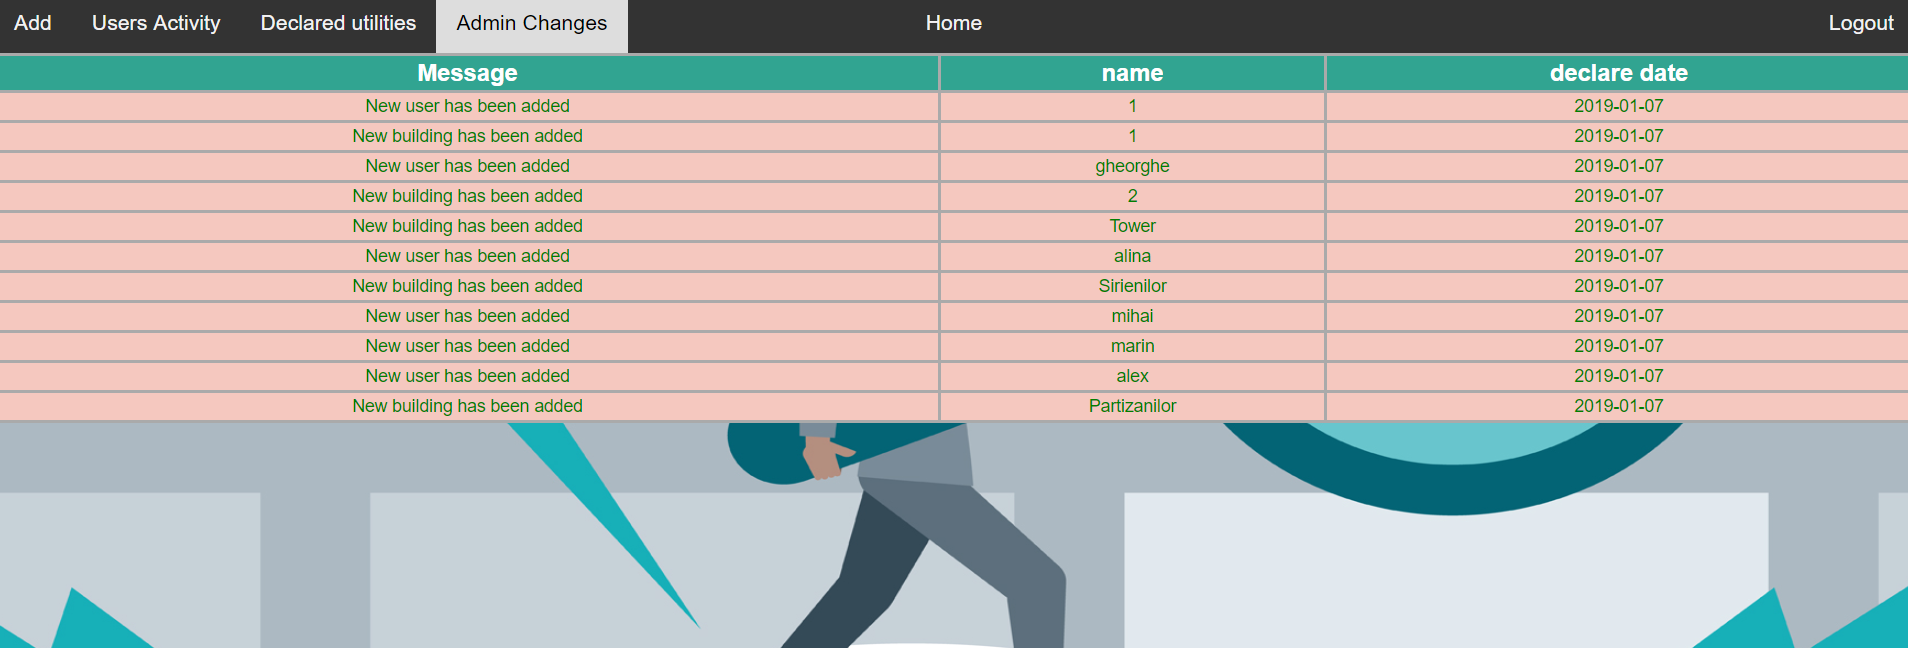 Add Users Activity Declared utilities Admin Changes Home Logout
Message name declare date
New user has been added 1 2019-01-07
New building has been added 1 2019-01-07
New user has been added gheorghe 2019-01-07
New building has been added 2 2019-01-07
New building has been added Tower 2019-01-07
New user has been added alina 2019-01-07
New building has been added Sirienilor 2019-01-07
New user has been added mihai 2019-01-07
New user has been added marin 2019-01-07
New user has been added alex 2019-01-07
New building has been added Partizanilor 2019-01-07